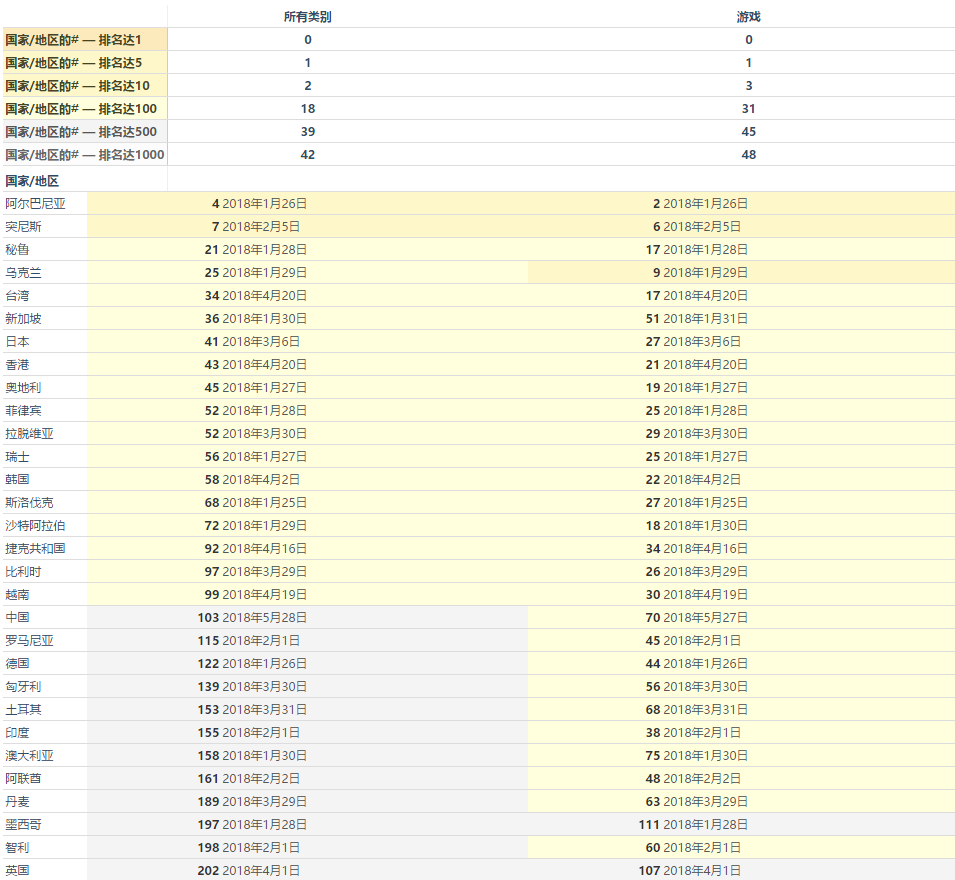 所有类别 游戏
国家/地区的# — 排名达1 0 0
国家/地区的# — 排名达5 1 1
国家/地区的# — 排名达10 2 3
国家/地区的# — 排名达100 18 31
国家/地区的# — 排名达500 39 45
国家/地区的# — 排名达1000 42 48
国家/地区
阿尔巴尼亚 4 2018年1月26日 2 2018年1月26日
突尼斯 7 2018年2月5日 6 2018年2月5日
秘鲁 21 2018年1月28日 17 2018年1月28日
乌克兰 25 2018年1月29日 9 2018年1月29日
台湾 34 2018年4月20日 17 2018年4月20日
新加坡 36 2018年1月30日 51 2018年1月31日
日本 41 2018年3月6日 27 2018年3月6日
香港 43 2018年4月20日 21 2018年4月20日
奥地利 45 2018年1月27日 19 2018年1月27日
菲律宾 52 2018年1月28日 25 2018年1月28日
拉脱维亚 52 2018年3月30日 29 2018年3月30日
瑞士 56 2018年1月27日 25 2018年1月27日
韩国 58 2018年4月2日 22 2018年4月2日
斯洛伐克 68 2018年1月25日 27 2018年1月25日
沙特阿拉伯 72 2018年1月29日 18 2018年1月30日
捷克共和国 92 2018年4月16日 34 2018年4月16日
比利时 97 2018年3月29日 26 2018年3月29日
越南 99 2018年4月19日 30 2018年4月19日
中国 103 2018年5月28日 70 2018年5月27日
罗马尼亚 115 2018年2月1日 45 2018年2月1日
德国 122 2018年1月26日 44 2018年1月26日
匈牙利 139 2018年3月30日 56 2018年3月30日
土耳其 153 2018年3月31日 68 2018年3月31日
印度 155 2018年2月1日 38 2018年2月1日
澳大利亚 158 2018年1月30日 75 2018年1月30日
阿联酋 161 2018年2月2日 48 2018年2月2日
丹麦 189 2018年3月29日 63 2018年3月29日
墨西哥 197 2018年1月28日 111 2018年1月28日
智利 198 2018年2月1日 60 2018年2月1日
英国 202 2018年4月1日 107 2018年4月1日